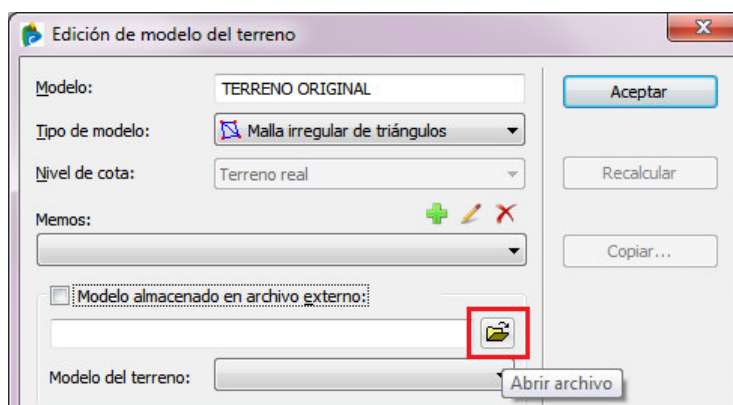 Edición de modelo del terreno
Modelo:
TERRENO ORIGINAL
Aceptar
Tipo de modelo:
Malla irregular de triángulos
Nivel de cota:
Terreno real
Recalcular
Memos:
Copiar...
Modelo almacenado en archivo externo:
Modelo del terreno:
Abrir archivo